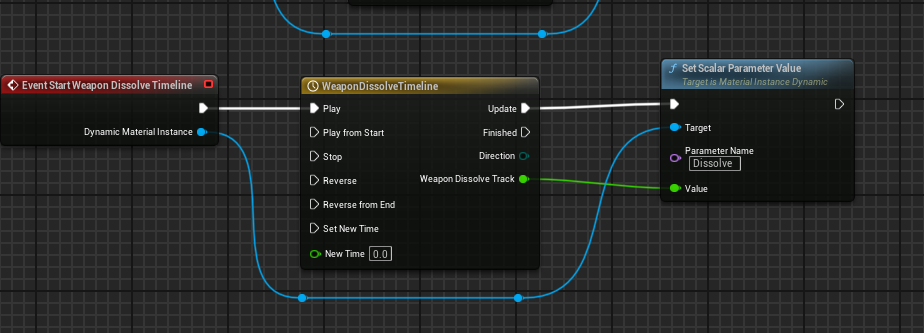 Event Start Weapon Dissolve Timeline
Dynamic Material Instance
WeaponDissolveTimeline
Play
Update
Play from Start
Finished
Stop
Direction
Reverse
Weapon Dissolve Track
Reverse from End
Set New Time
New Time 0.0
f Set Scalar Parameter Value
Target is Material Instance Dynamic
Target
Parameter Name
Dissolve
Value